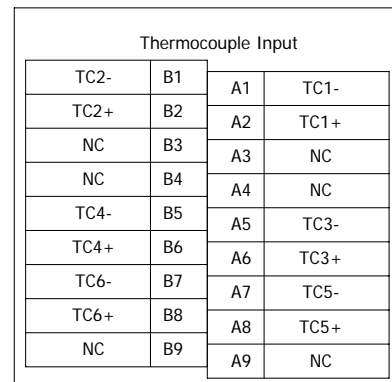 Thermocouple Input
TC2- B1
A1 TC1-
TC2+ B2
A2 TC1+
NC B3
A3 NC
NC B4
A4 NC
TC4- B5
A5 TC3-
TC4+ B6
A6 TC3+
TC6- B7
A7 TC5-
TC6+ B8
A8 TC5+
NC B9
A9 NC